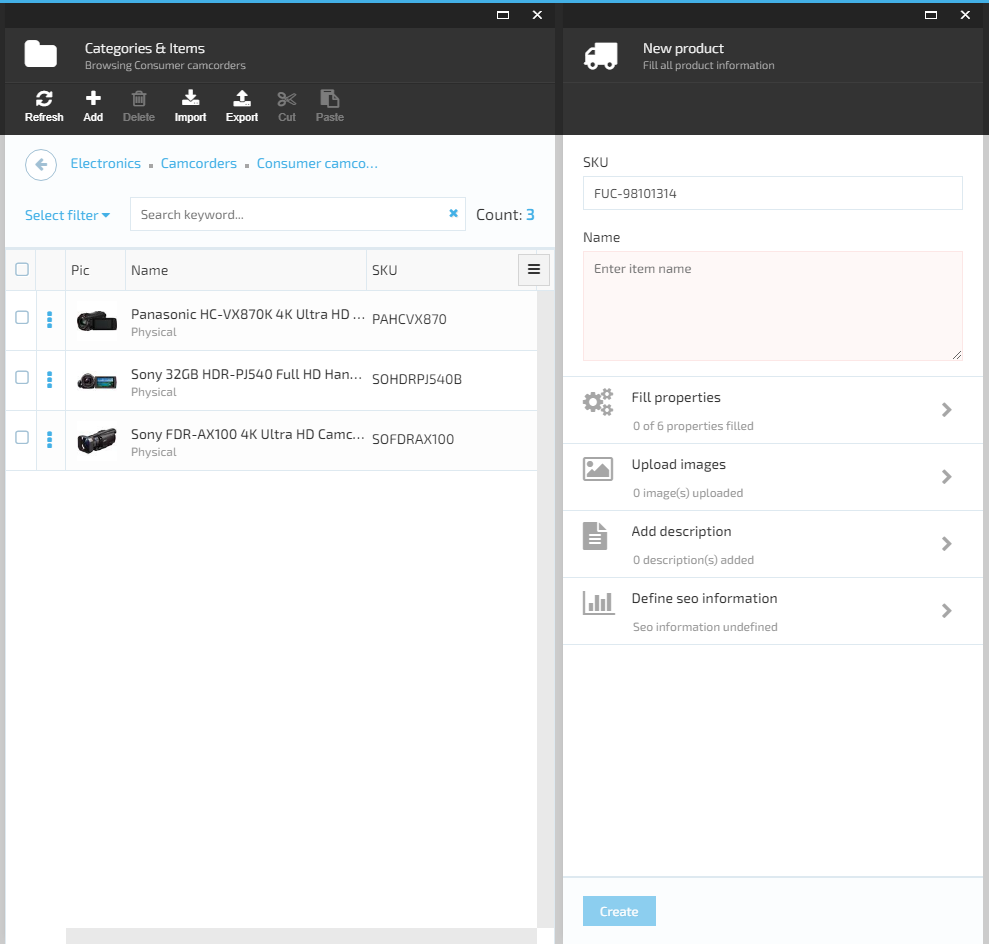 Categories & Items
Browsing Consumer camcorders
Refresh Add Delete Import Export Cut Paste
Electronics Camcorders Consumer camco...
Select filter Search keyword... Count: 3
Pic Name SKU
Panasonic HC-VX870K 4K Ultra HD ... PAHCVX870
Physical
Sony 32GB HDR-PJ540 Full HD Han... SOHDRPJ540B
Physical
Sony FDR-AX100 4K Ultra HD Camc... SOFDRAX100
Physical
New product
Fill all product information
SKU
FUC-98101314
Name
Enter item name
Fill properties
0 of 6 properties filled
Upload images
0 image(s) uploaded
Add description
0 description(s) added
Define seo information
Seo information undefined
Create